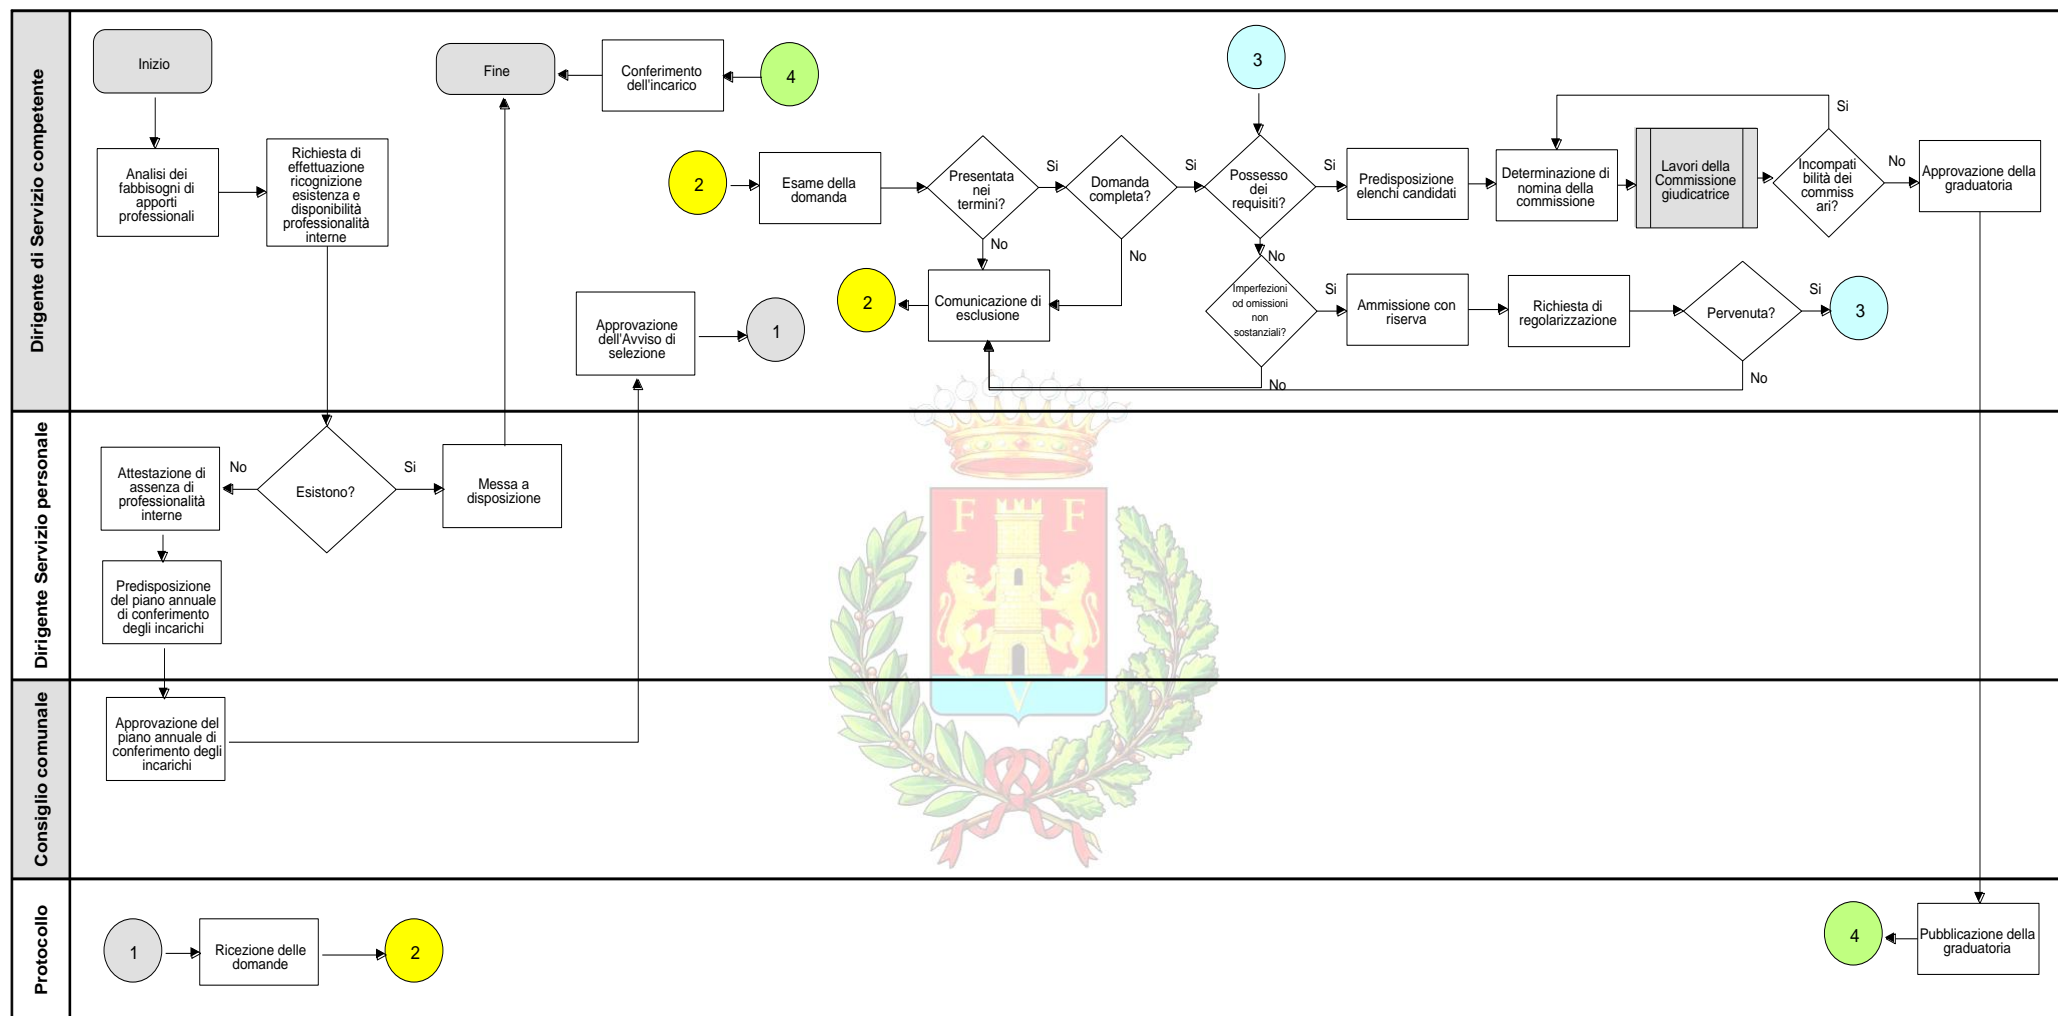 Dirigente di Servizio competente
Inizio
Fine
Conferimento
dell'incarico
4
3
Analisi dei
fabbisogni di
apporti
professionali
Richiesta di
effettuazione
ricognizione
esistenza e
disponibilità
professionalità
interne
2
Esame della
domanda
Presentata
nei
termini?
Si
No
Domanda
completa?
Si
No
Possesso
dei
requisiti?
Si
No
Predisposizione
elenchi candidati
Determinazione di
nomina della
commissione
Lavori della
Commissione
giudicatrice
Incompati
bilità dei
commiss
ari?
Si
No
Approvazione della
graduatoria
Approvazione
dell'Avviso di
selezione
1
2
Comunicazione di
esclusione
Imperfezioni
od omissioni
non
sostanziali?
Si
No
Ammissione con
riserva
Richiesta di
regolarizzazione
Pervenuta?
Si
No
3
Dirigente Servizio personale
Attestazione di
assenza di
professionalità
interne
No
Esistono?
Si
Messa a
disposizione
Predisposizione
del piano annuale
di conferimento
degli incarichi
F F
V
Consiglio comunale
Approvazione del
piano annuale di
conferimento degli
incarichi
Protocollo
1
Ricezione delle
domande
2
4
Pubblicazione della
graduatoria